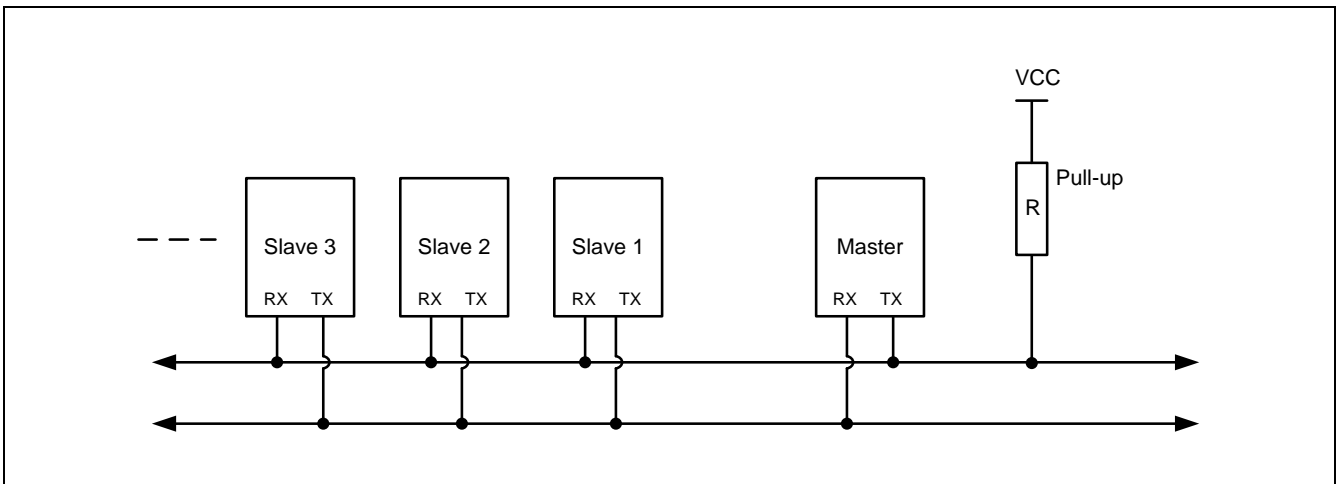 VCC
Pull-up
R
Slave 3
Slave 2
Slave 1
Master
RX TX
RX TX
RX TX
RX TX